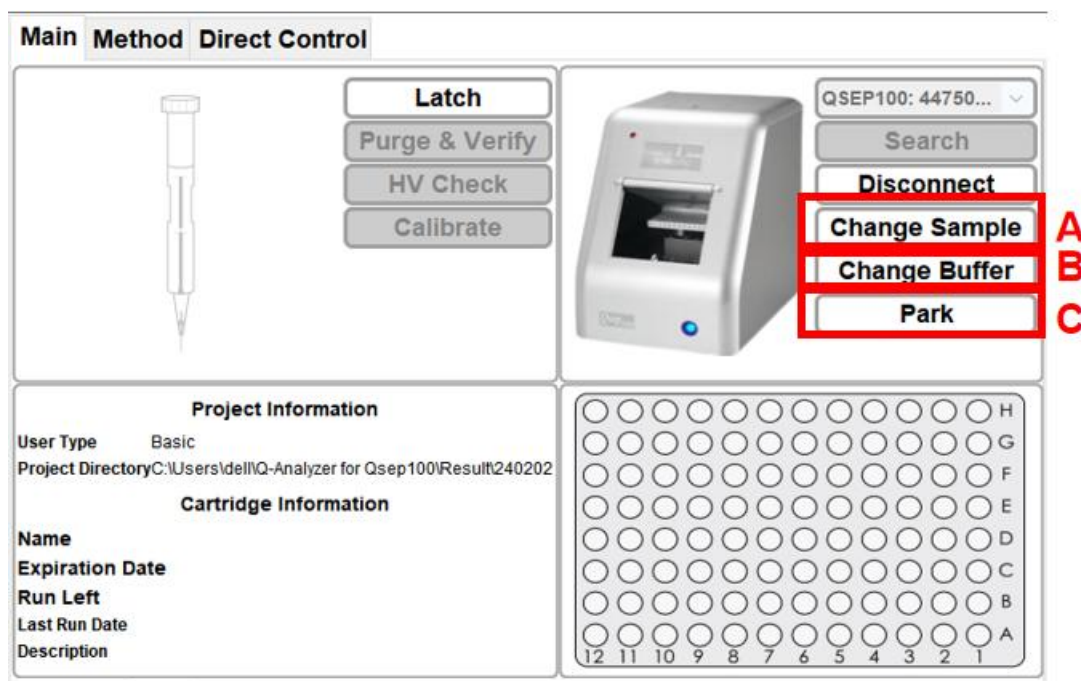 Main Method Direct Control
Latch
Purge & Verify
HV Check
Calibrate
QSEP100: 44750...
Search
Disconnect
Change Sample
A
Change Buffer
B
Park
C
Project Information
User Type Basic
Project Directory C:\Users\dell\Q-Analyzer for Qsep100\Result\240202
Cartridge Information
Name
Expiration Date
Run Left
Last Run Date
Description
H
G
F
E
D
C
B
A
12 11 10 9 8 7 6 5 4 3 2 1